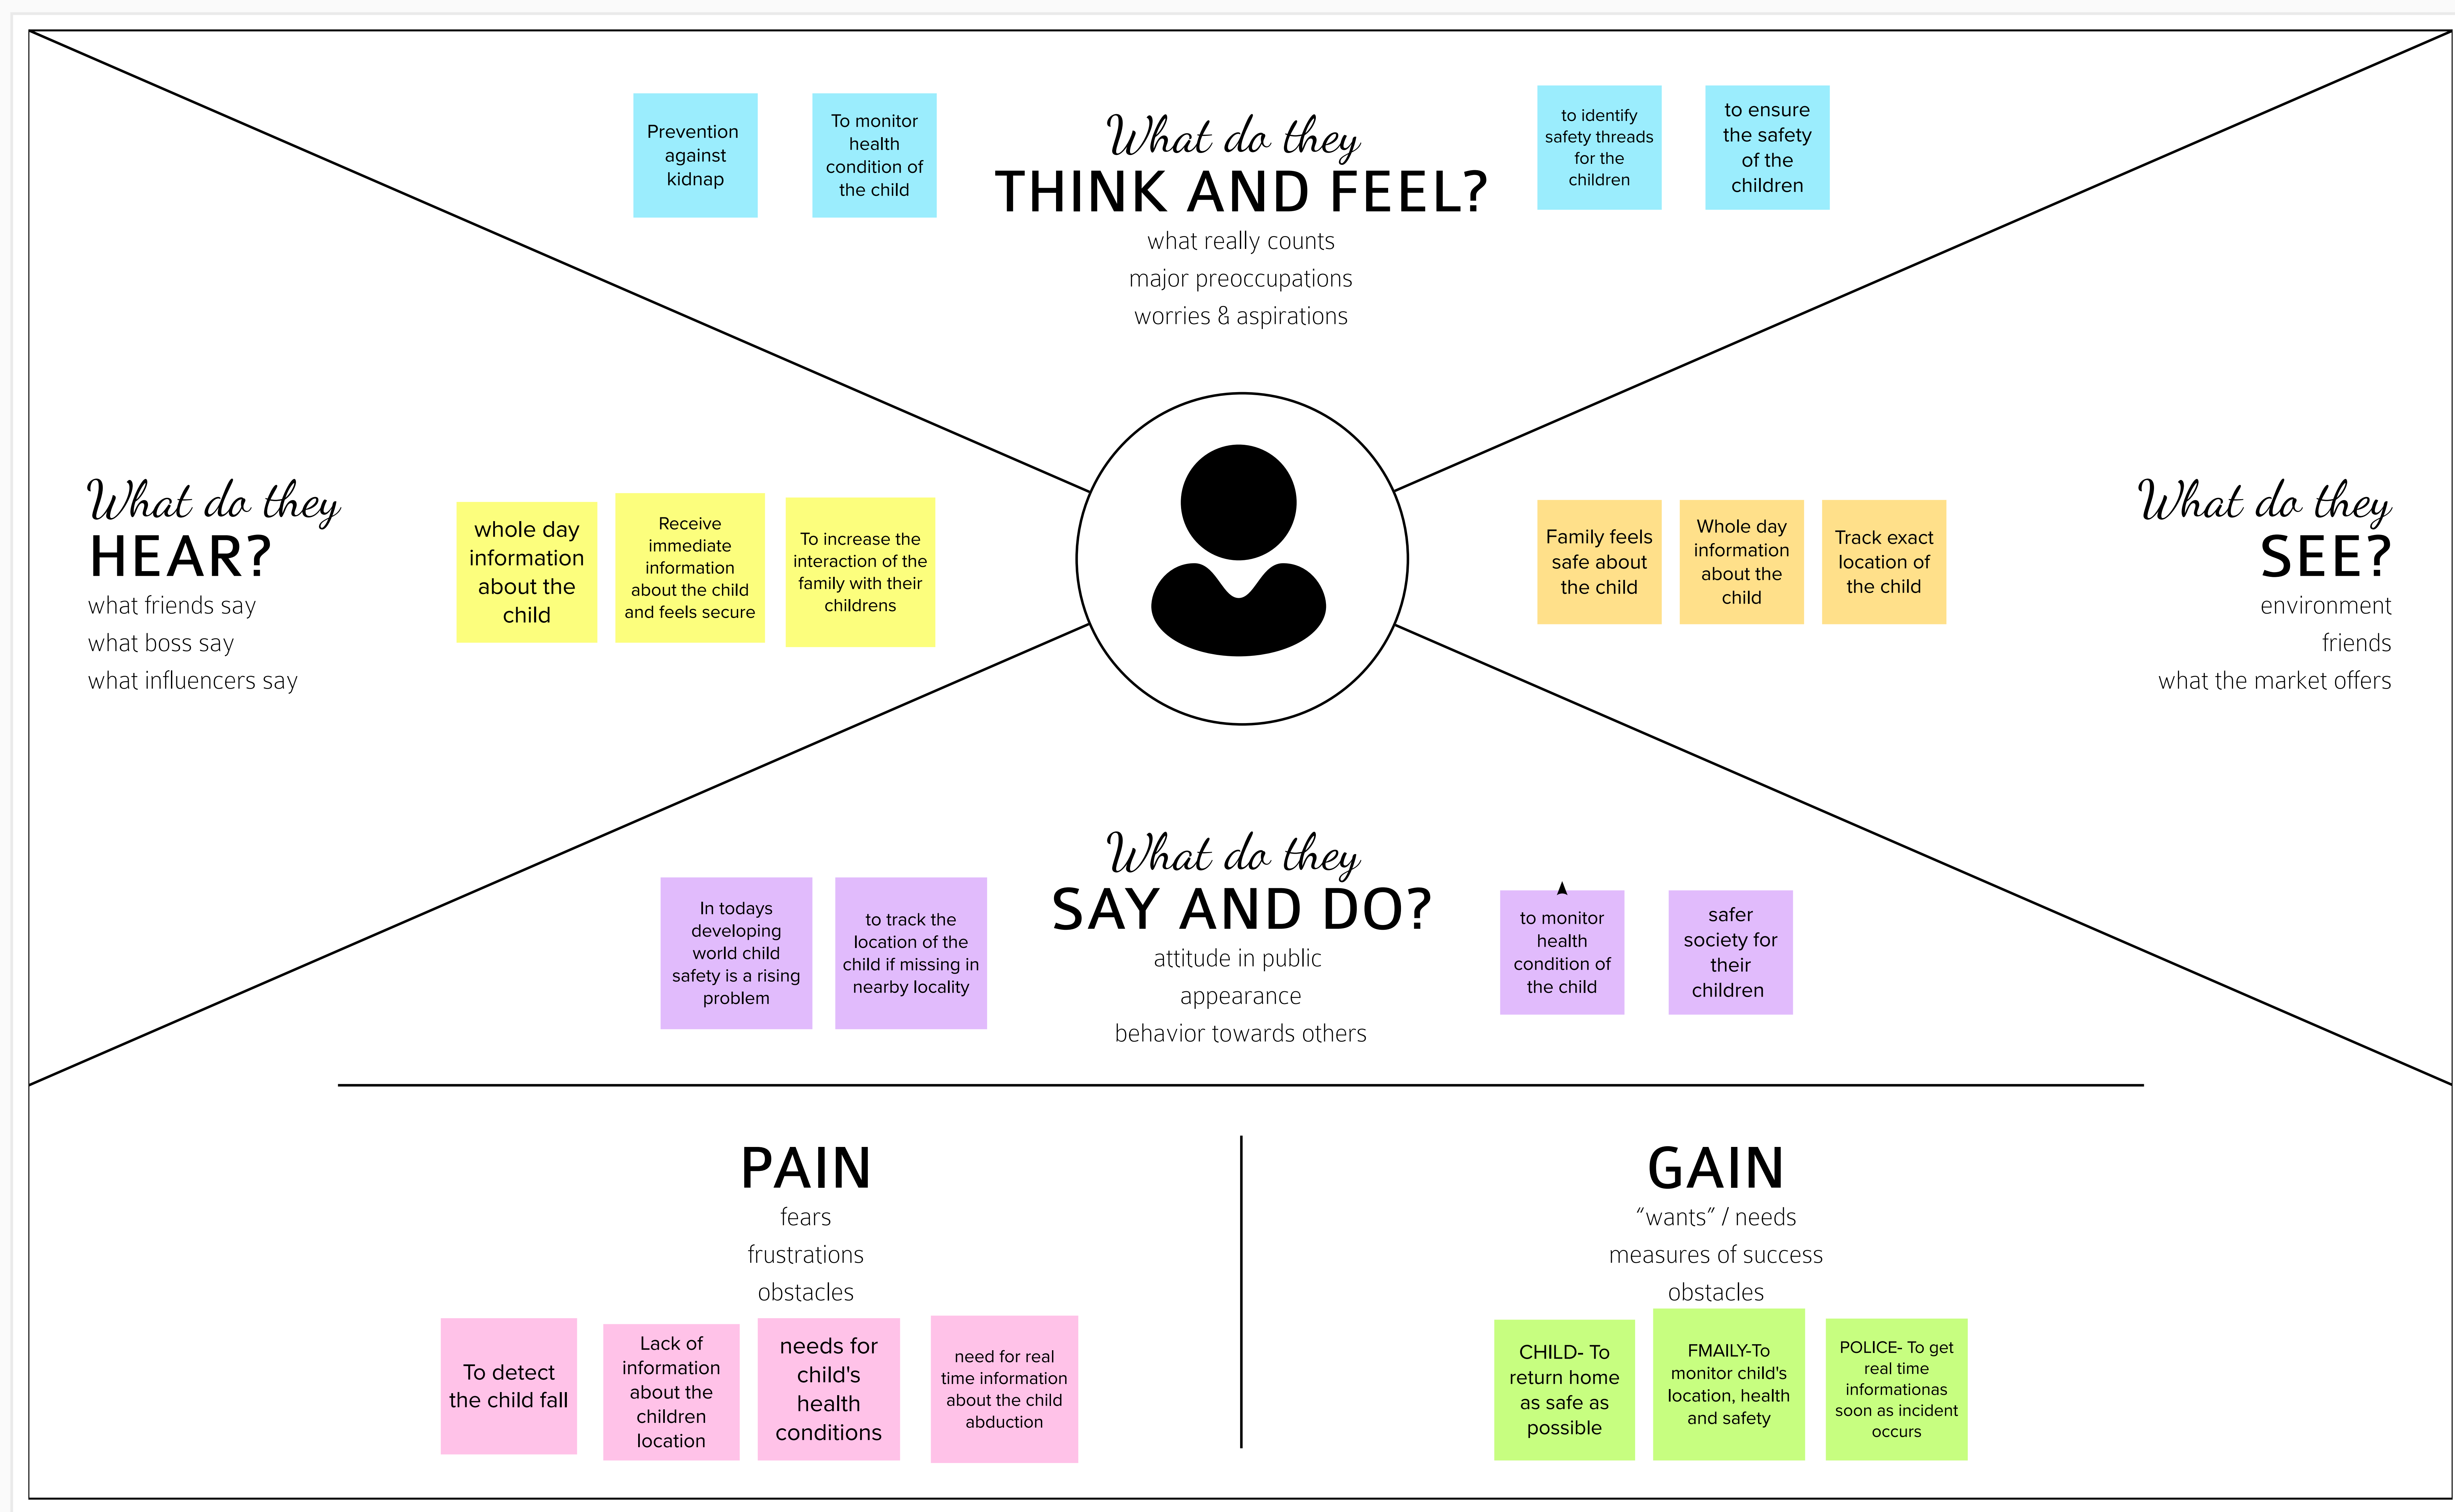 Prevention
against
kidnap
To monitor
health
condition of
the child
What do they
THINK AND FEEL?
what really counts
major preoccupations
worries & aspirations
to identify
safety threads
for the
children
to ensure
the safety
of the
children
What do they
HEAR?
what friends say
what boss say
what influencers say
whole day
information
about the
child
Receive
immediate
information
about the child
and feels secure
To increase the
interaction of the
family with their
childrens
Family feels
safe about
the child
Whole day
information
about the
child
Track exact
location of
the child
What do they
SEE?
environment
friends
what the market offers
In todays
developing
world child
safety is a rising
problem
to track the
location of the
child if missing in
nearby locality
What do they
SAY AND DO?
attitude in public
appearance
behavior towards others
to monitor
health
condition of
the child
safer
society for
their
children
PAIN
fears
frustrations
obstacles
To detect
the child fall
Lack of
information
about the
children
location
needs for
child's
health
conditions
need for real
time information
about the child
abduction
GAIN
“wants” / needs
measures of success
obstacles
CHILD- To
return home
as safe as
possible
FMAILY-To
monitor child's
location, health
and safety
POLICE- To get
real time
informationas
soon as incident
occurs